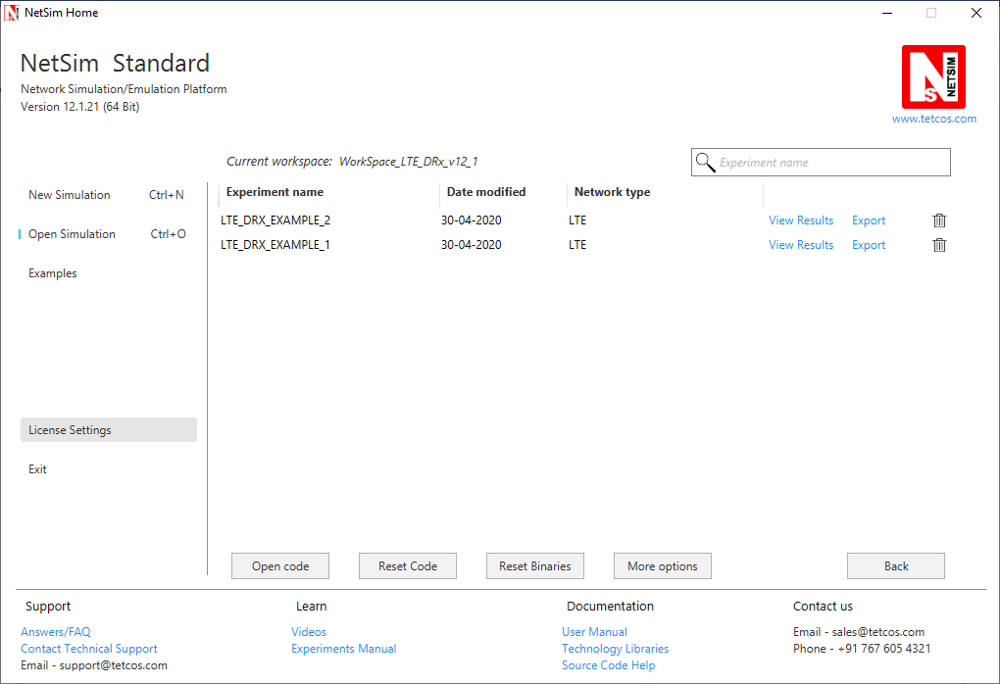 NetSim Home
NetSim Standard
Network Simulation/Emulation Platform
Version 12.1.21 (64 Bit)
NS NETSIM
www.tetcos.com
Current workspace: WorkSpace_LTE_DRx_v12_1
Experiment name
New Simulation Ctrl+N
Open Simulation Ctrl+O
Examples
License Settings
Exit
Experiment name Date modified Network type
LTE_DRX_EXAMPLE_2 30-04-2020 LTE View Results Export
LTE_DRX_EXAMPLE_1 30-04-2020 LTE View Results Export
Open code Reset Code Reset Binaries More options Back
Support
Answers/FAQ
Contact Technical Support
Email - support@tetcos.com
Learn
Videos
Experiments Manual
Documentation
User Manual
Technology Libraries
Source Code Help
Contact us
Email - sales@tetcos.com
Phone - +91 767 605 4321